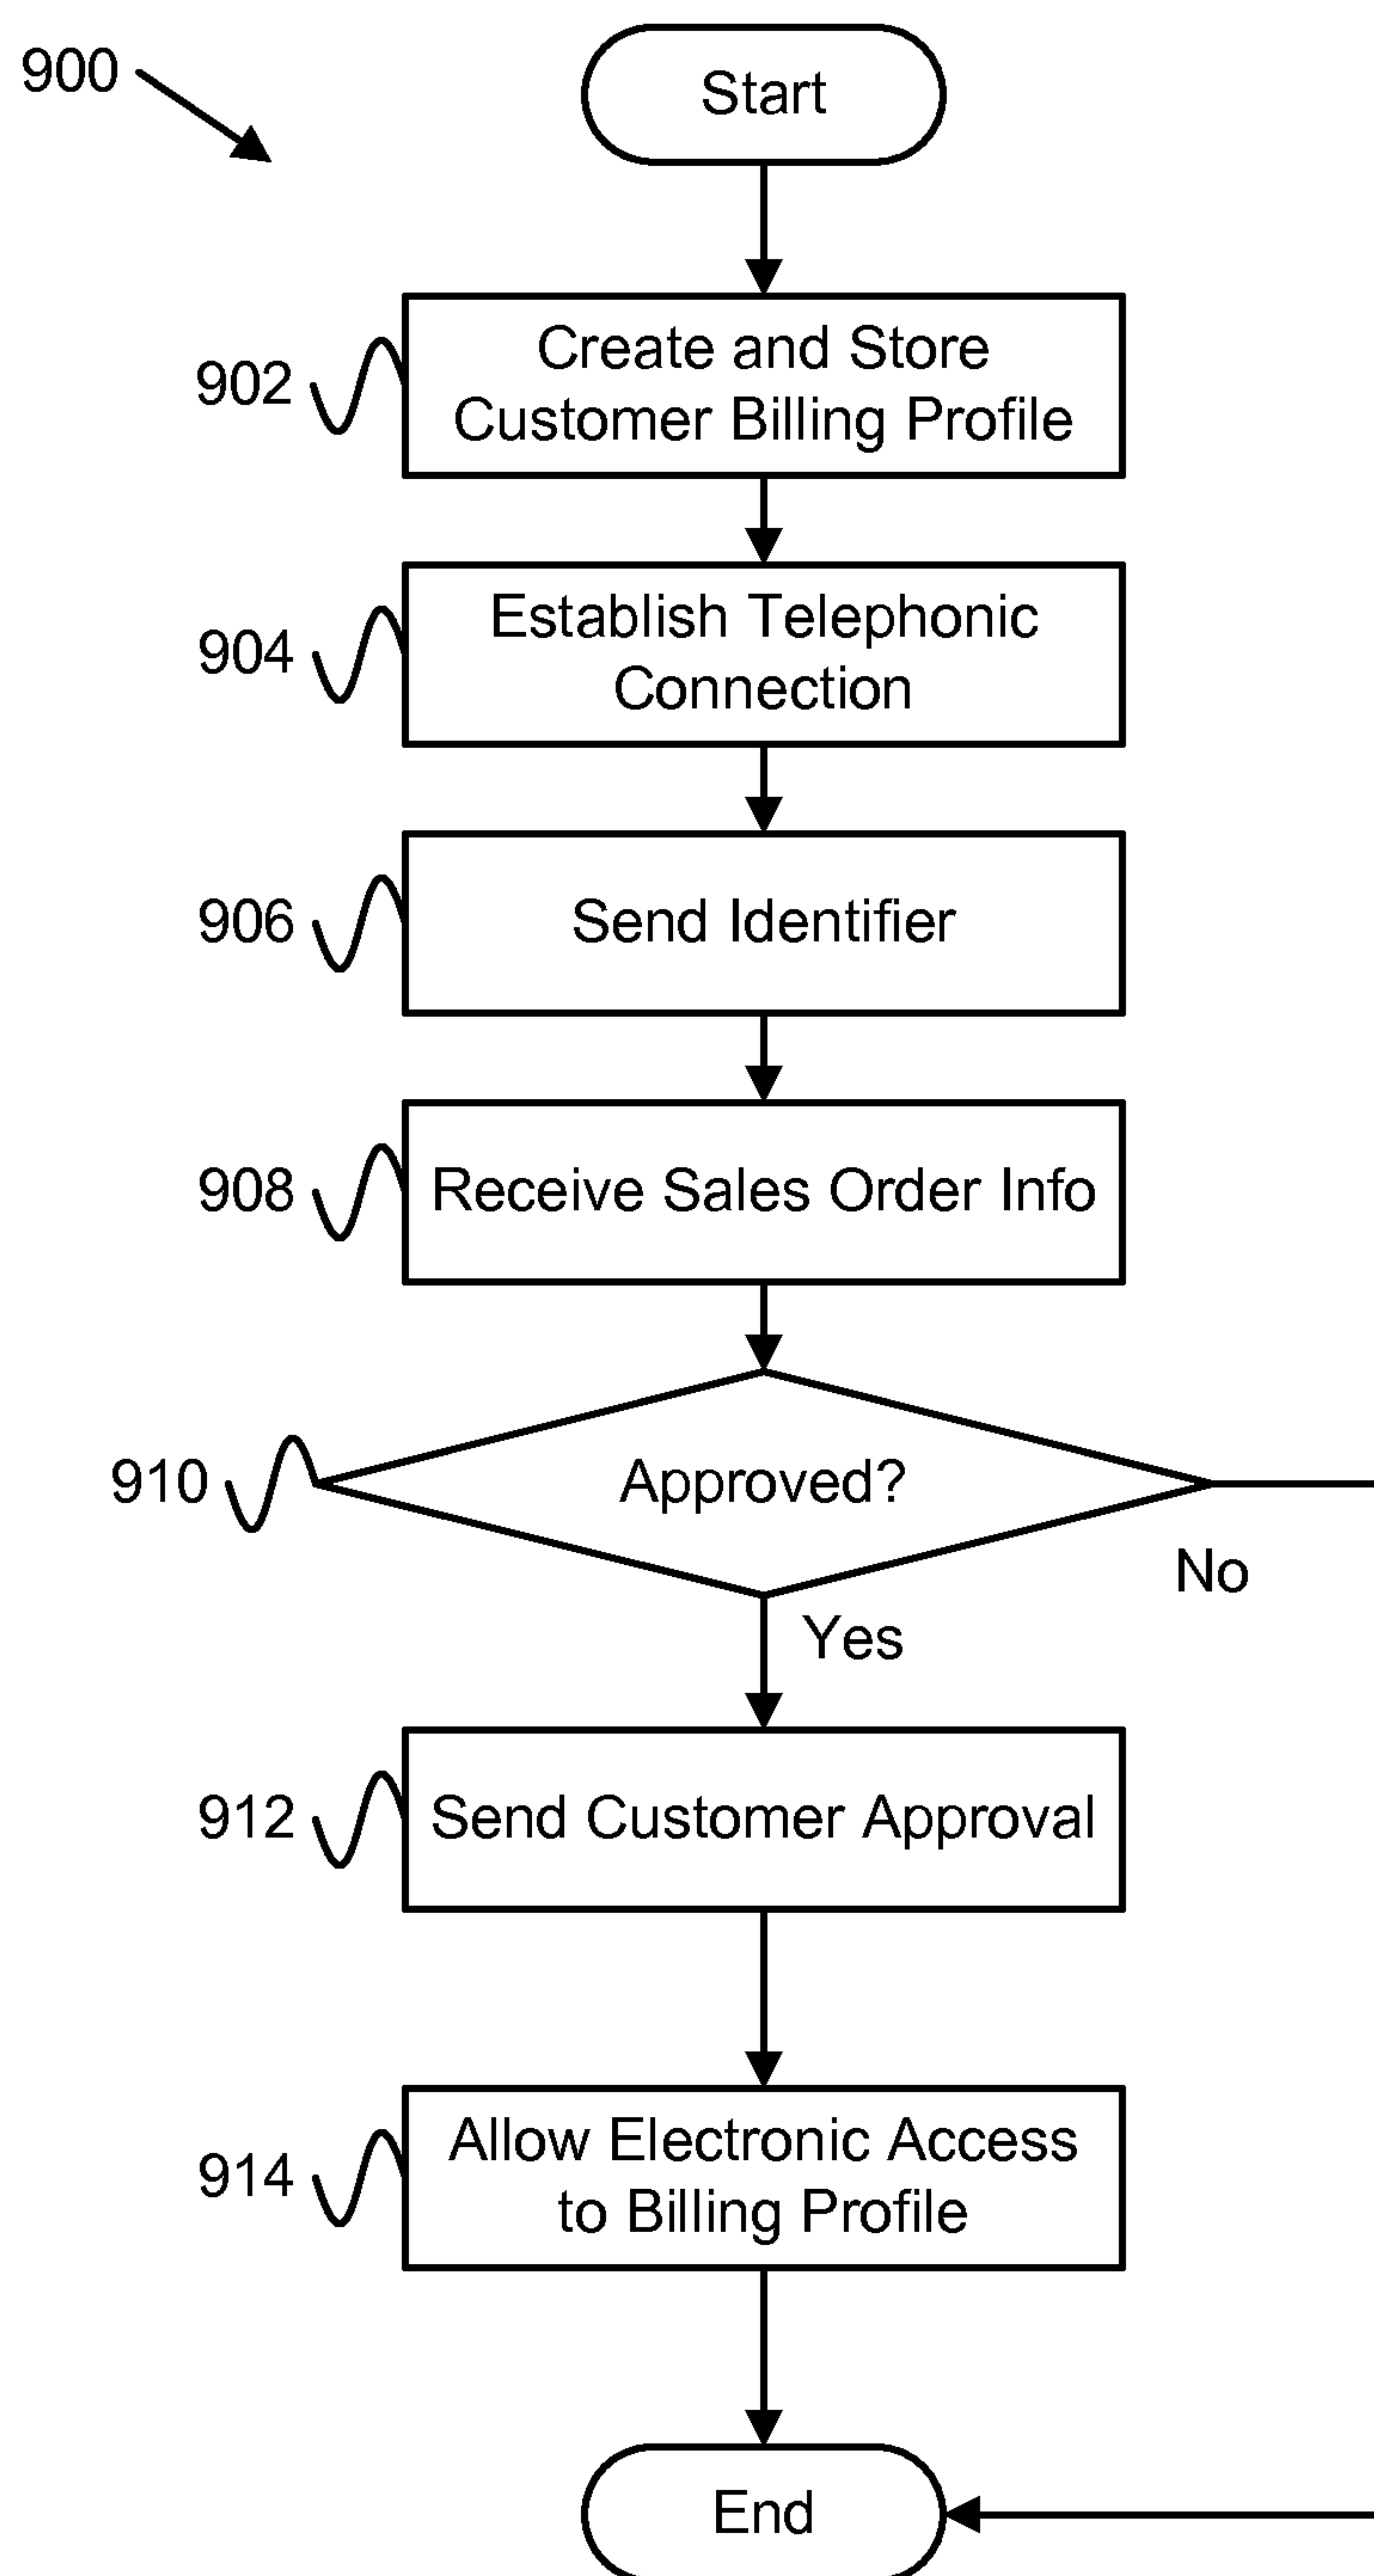 900
Start
902
Create and Store
Customer Billing Profile
904
Establish Telephonic
Connection
906
Send Identifier
908
Receive Sales Order Info
910
Approved?
No
Yes
912
Send Customer Approval
914
Allow Electronic Access
to Billing Profile
End